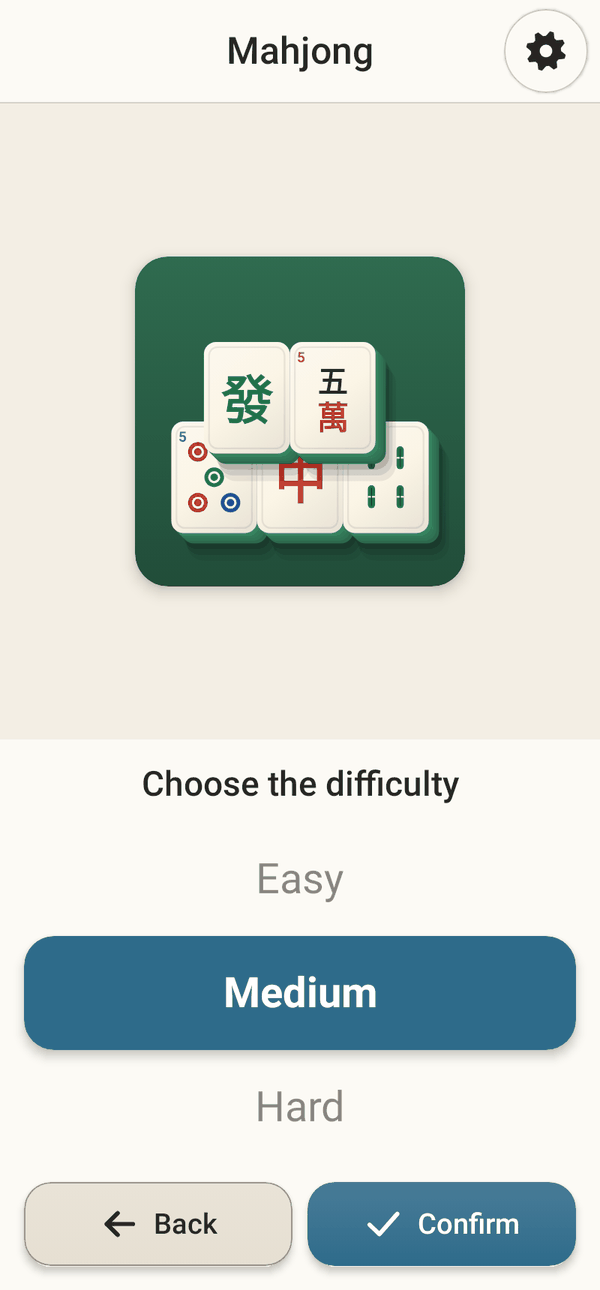 Mahjong
發
5
五
萬
5
中
Choose the difficulty
Easy
Medium
Hard
Back
Confirm